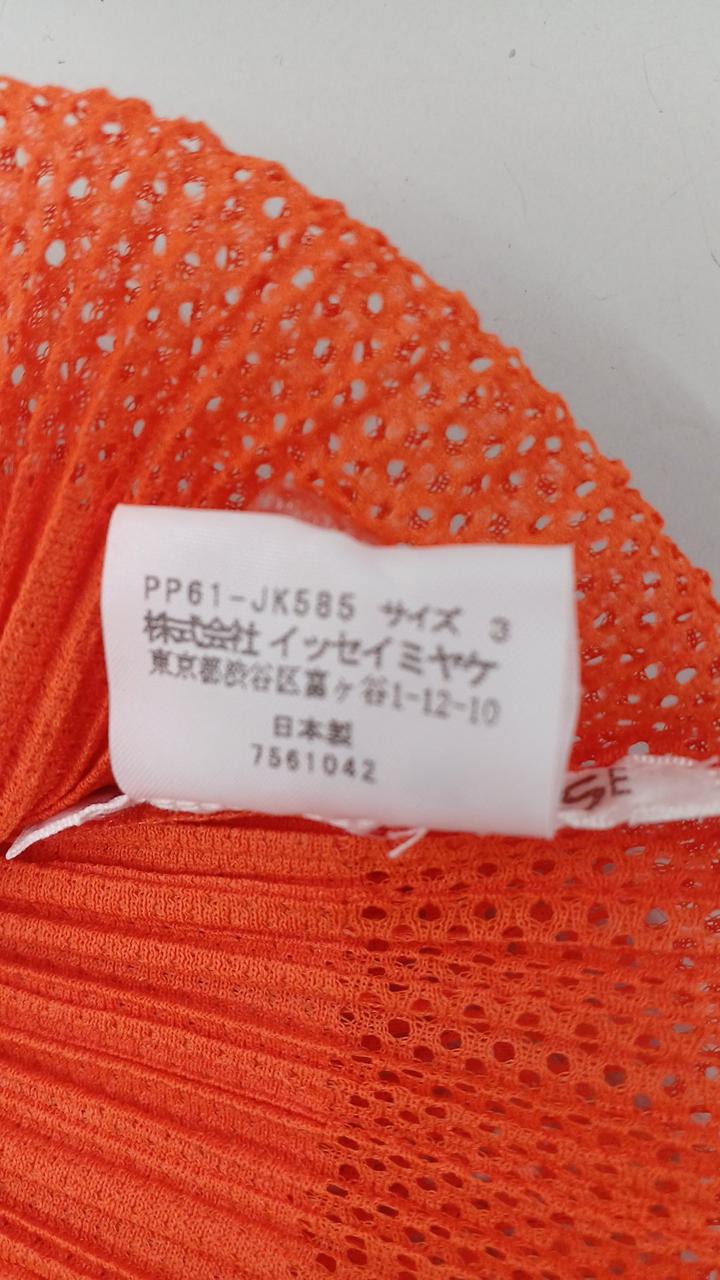 PP61-JK585 サイズ 3
株式会社 イッセイミヤケ
東京都渋谷区富ヶ谷1-12-10
日本製
7561042